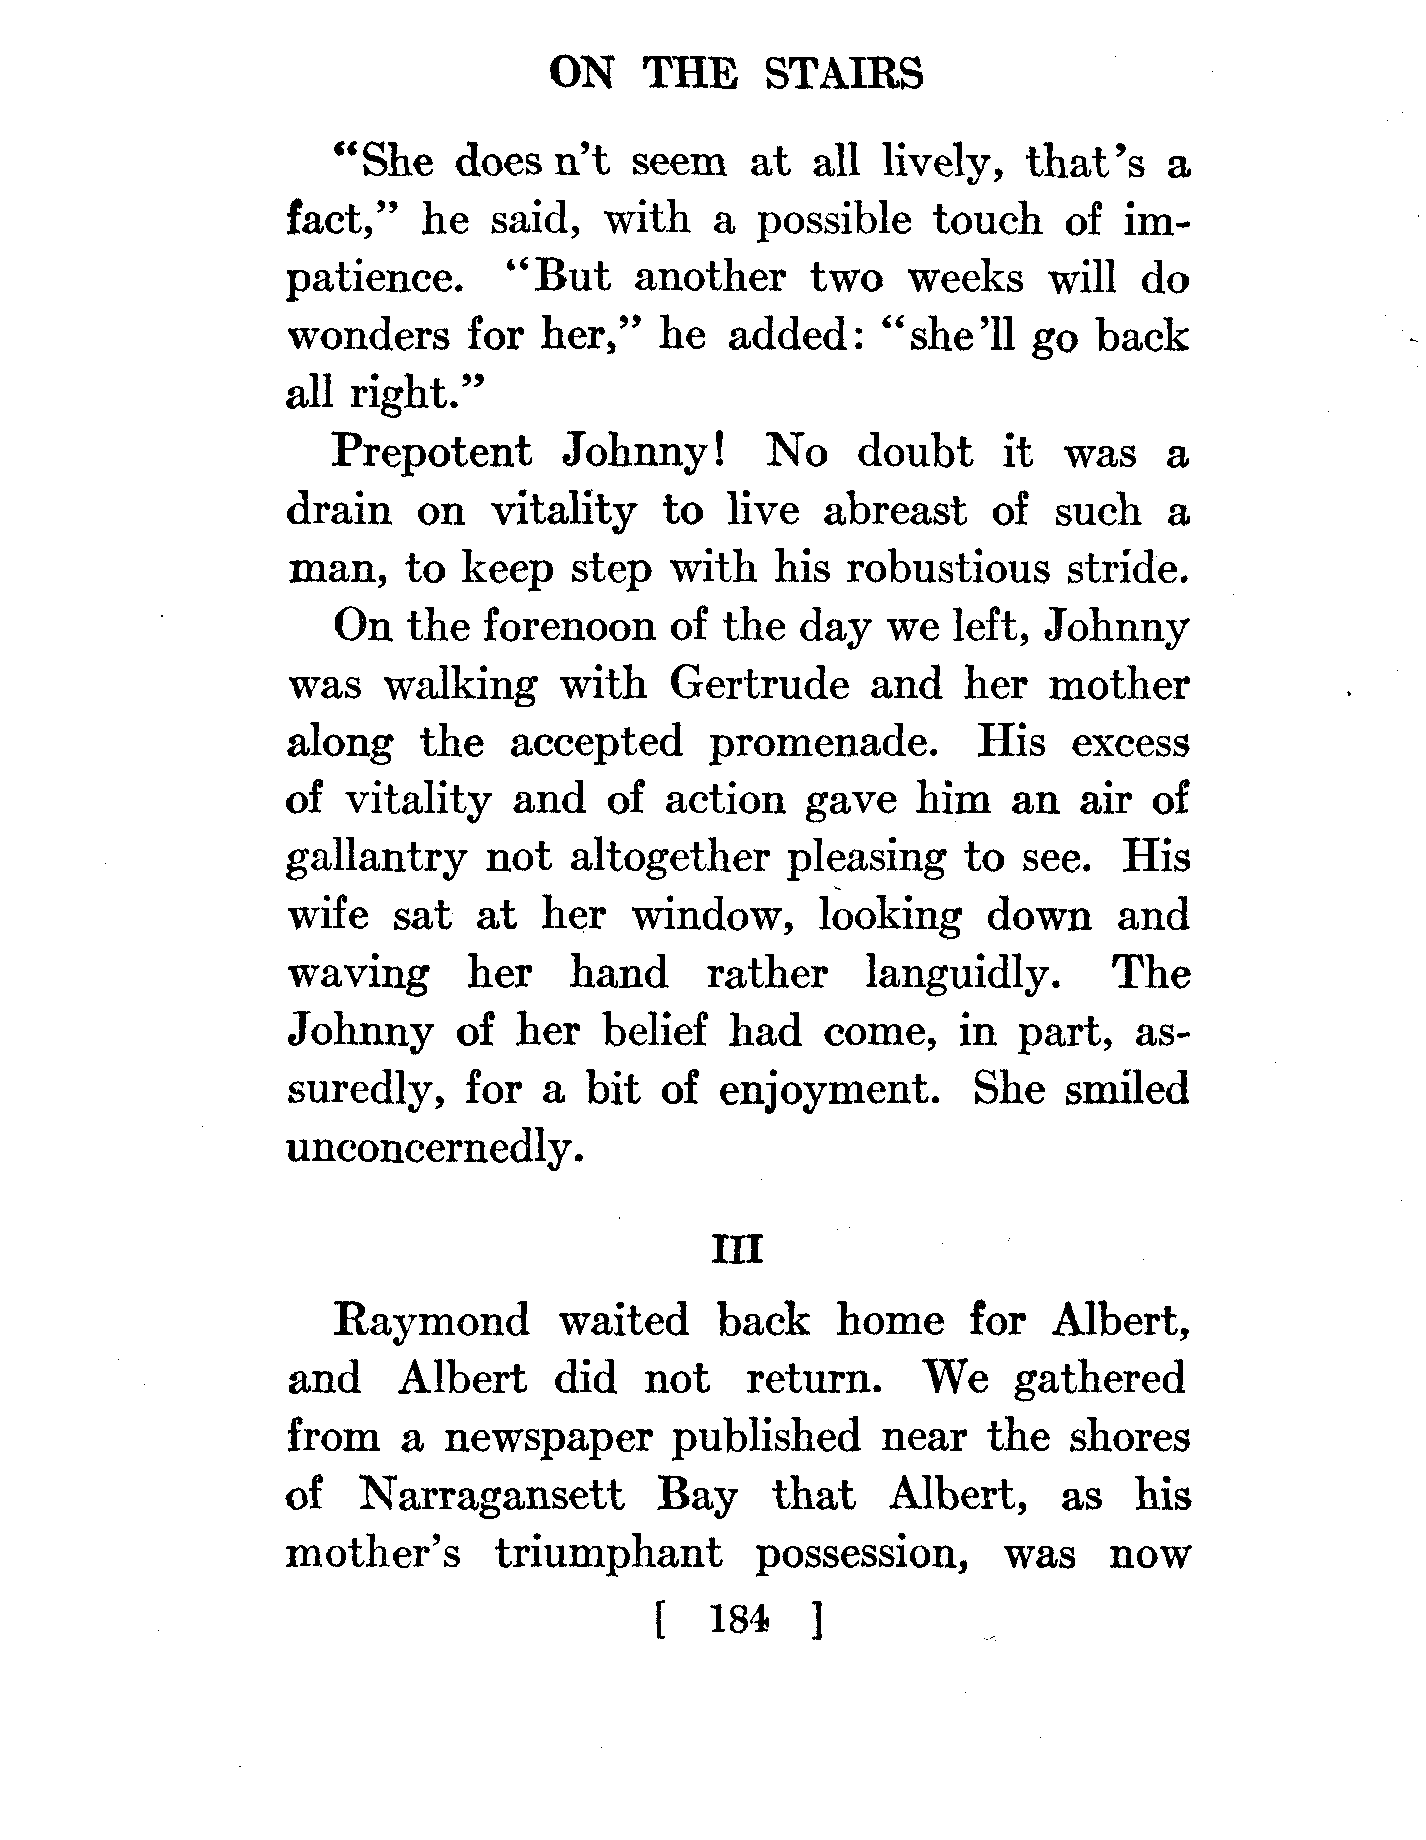 ON THE STAIRS
“She does n’t seem at all lively, that’s a
fact,” he said, with a possible touch of im-
patience. “But another two weeks will do
wonders for her,” he added: “she’ll go back
all right.”
Prepotent Johnny! No doubt it was a
drain on vitality to live abreast of such a
man, to keep step with his robustious stride.
On the forenoon of the day we left, Johnny
was walking with Gertrude and her mother
along the accepted promenade. His excess
of vitality and of action gave him an air of
gallantry not altogether pleasing to see. His
wife sat at her window, looking down and
waving her hand rather languidly. The
Johnny of her belief had come, in part, as-
suredly, for a bit of enjoyment. She smiled
unconcernedly.
III
Raymond waited back home for Albert,
and Albert did not return. We gathered
from a newspaper published near the shores
of Narragansett Bay that Albert, as his
mother’s triumphant possession, was now
[ 184 ]